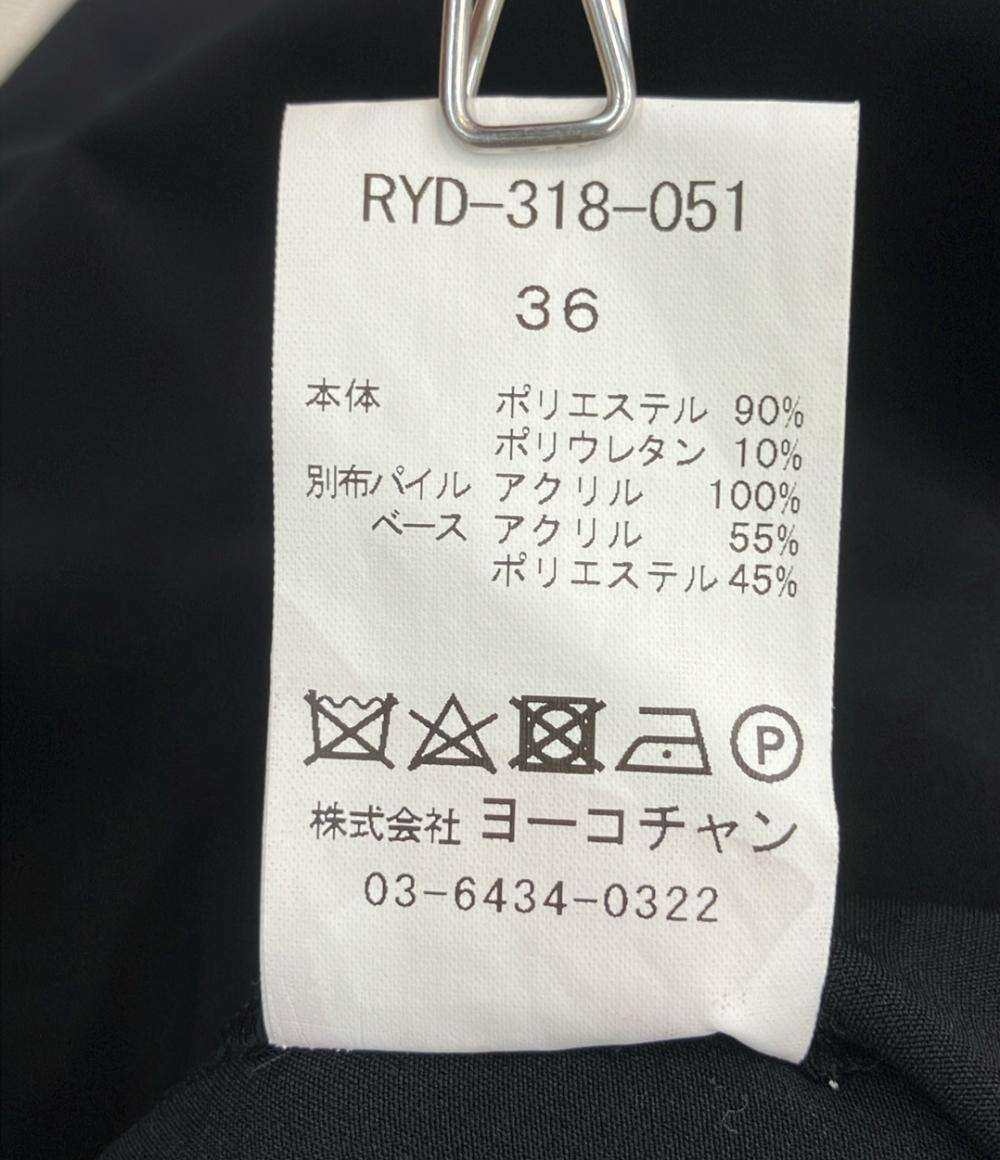 RYD-318-051
36
本体 ポリエステル 90%
ポリウレタン 10%
別布パイル アクリル 100%
ベース アクリル 55%
ポリエステル 45%
P
株式会社 ヨーコチャン
03-6434-0322